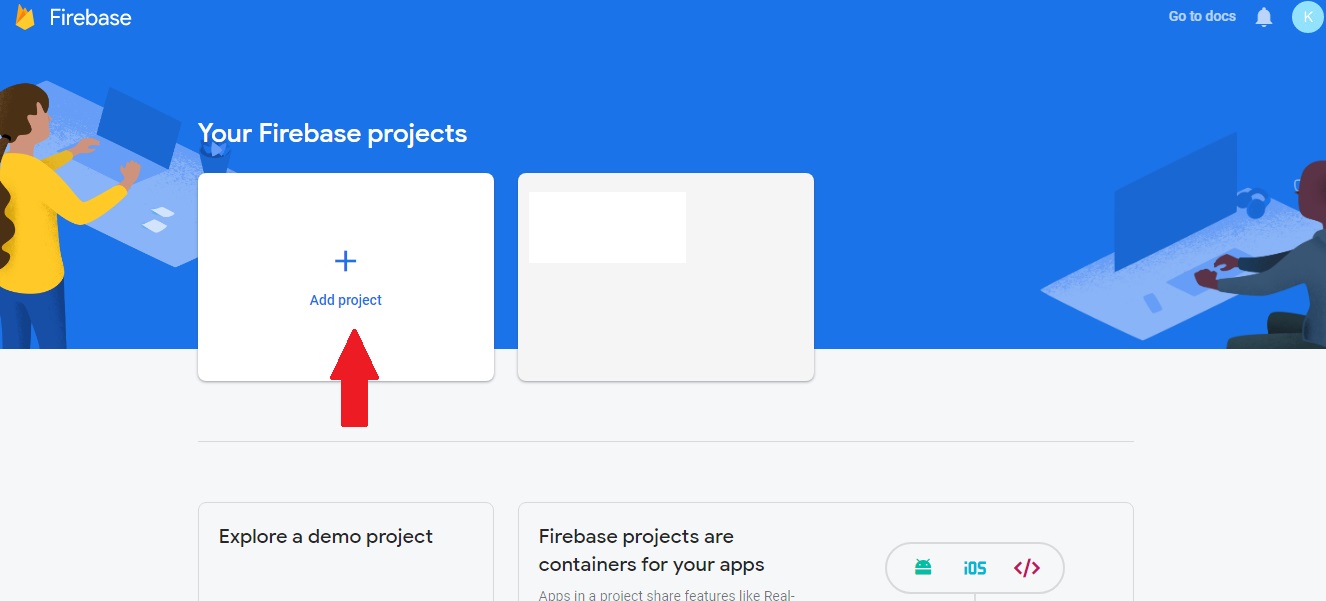 Firebase
Go to docs
K
Your Firebase projects
Add project
Explore a demo project
Firebase projects are
containers for your apps
iOS
</>
Apps in a project share features like Real-